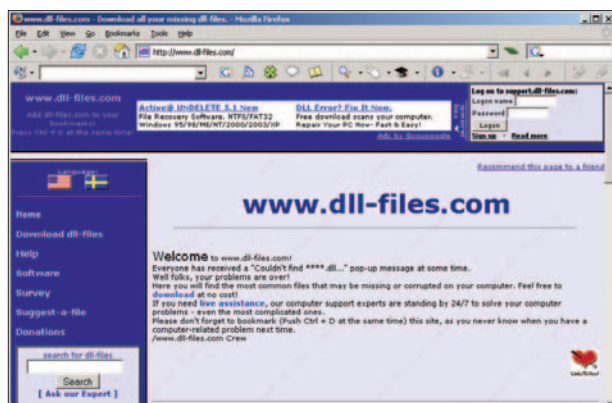 www.dll-files.com - Download all your missing dll-files. - Mozilla Firefox
File Edit View Go Bookmarks Tools Help
http://www.dll-files.com/
www.dll-files.com
Add dll-files.com to your
bookmarks!
Press Ctrl + D at the same time!
Active@ UNDELETE 5.1 New
File Recovery Software. NTFS/FAT32
Windows 95/98/ME/NT/2000/2003/XP
DLL Error? Fix It Now.
Free download scans your computer.
Repair Your PC Now- Fast & Easy!
Ads by Goooooogle
Log on to support.dll-files.com:
Logon name
Password
Logon
Sign up - Read more
Recommend this page to a friend
Language:
Home
Download dll-files
Help
Software
Survey
Suggest-a-file
Donations
search for dll-files
Search
[ Ask our Expert ]
www.dll-files.com
Welcome to www.dll-files.com!
Everyone has received a "Couldn't find ****.dll..." pop-up message at some time.
Well folks, your problems are over!
Here you will find the most common files that may be missing or corrupted on your computer. Feel free to
download at no cost!
If you need live assistance, our computer support experts are standing by 24/7 to solve your computer
problems - even the most complicated ones.
Please don't forget to bookmark (Push Ctrl + D at the same time) this site, as you never know when you have a
computer-related problem next time.
/www.dll-files.com Crew